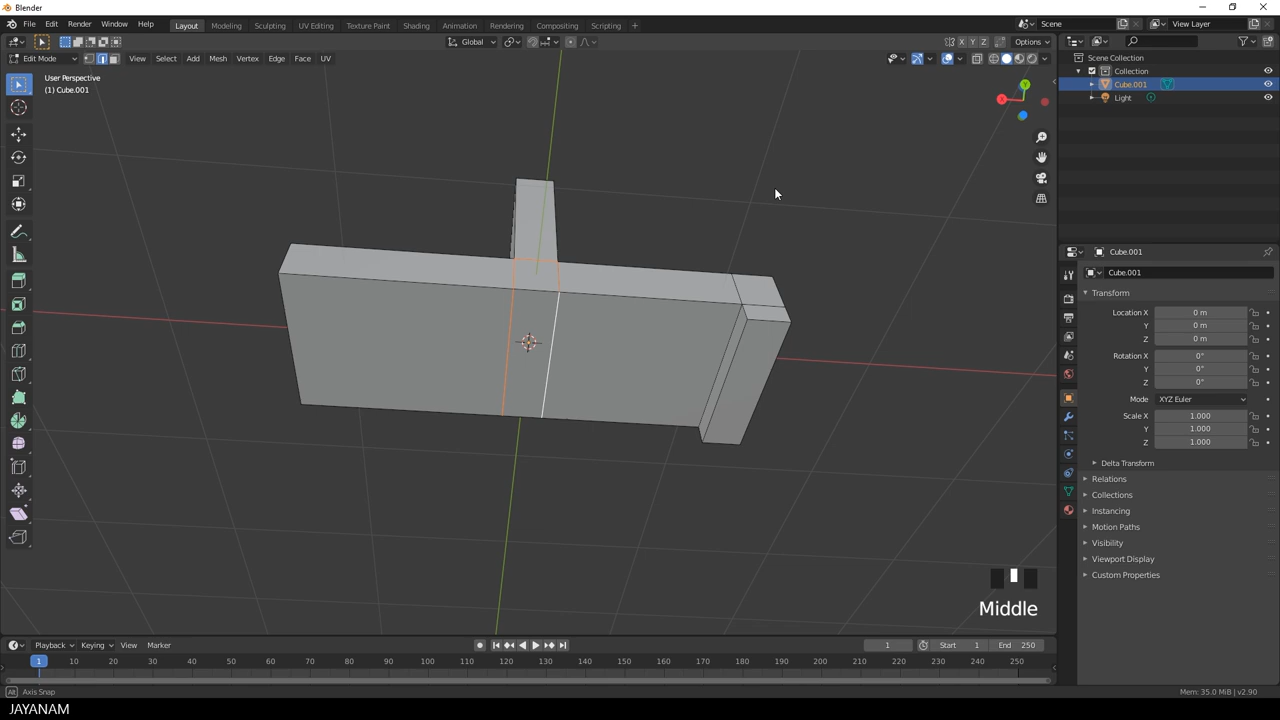 Blender
File Edit Render Window Help Layout Modeling Sculpting UV Editing Texture Paint Shading Animation Rendering Compositing Scripting + Scene View Layer
Global X Y Z Options
Edit Mode View Select Add Mesh Vertex Edge Face UV
User Perspective
(1) Cube.001
Scene Collection
Collection
Cube.001
Light
Y
X
Cube.001
Cube.001
Transform
Location X 0 m
Y 0 m
Z 0 m
Rotation X 0°
Y 0°
Z 0°
Mode XYZ Euler
Scale X 1.000
Y 1.000
Z 1.000
Delta Transform
Relations
Collections
Instancing
Motion Paths
Visibility
Viewport Display
Custom Properties
Middle
Playback Keying View Marker 1 Start 1 End 250
1 10 20 30 40 50 60 70 80 90 100 110 120 130 140 150 160 170 180 190 200 210 220 230 240 250
Alt Axis Snap Mem: 35.0 MiB | v2.90
JAYANAM